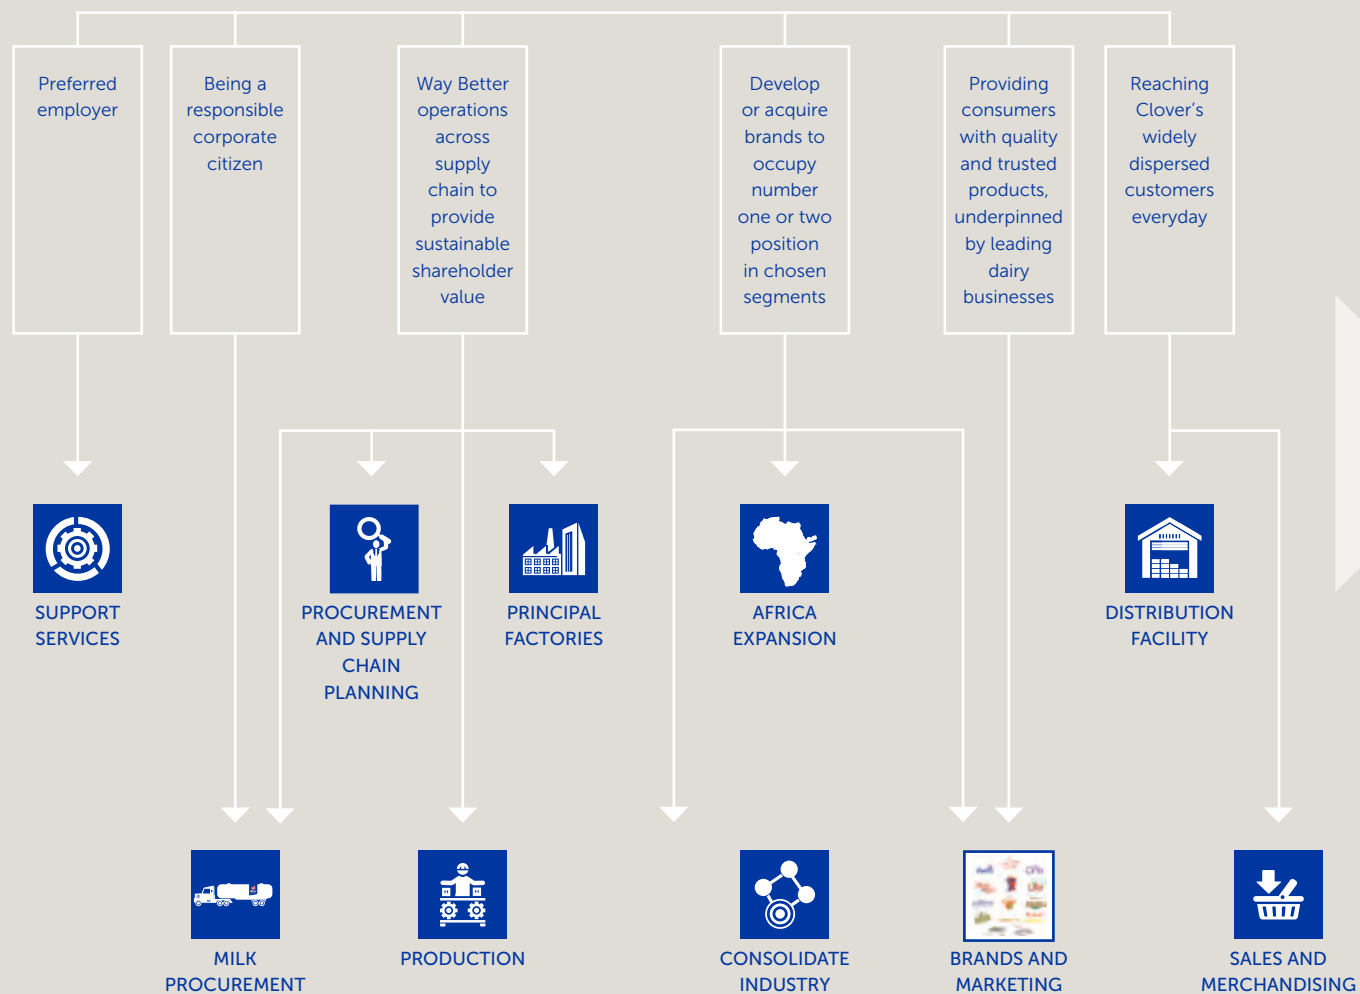 Preferred
employer
Being a
responsible
corporate
citizen
Way Better
operations
across
supply
chain to
provide
sustainable
shareholder
value
Develop
or acquire
brands to
occupy
number
one or two
position
in chosen
segments
Providing
consumers
with quality
and trusted
products,
underpinned
by leading
dairy
businesses
Reaching
Clover's
widely
dispersed
customers
everyday
SUPPORT
SERVICES
PROCUREMENT
AND SUPPLY
CHAIN
PLANNING
PRINCIPAL
FACTORIES
AFRICA
EXPANSION
DISTRIBUTION
FACILITY
MILK
PROCUREMENT
PRODUCTION
CONSOLIDATE
INDUSTRY
BRANDS AND
MARKETING
SALES AND
MERCHANDISING